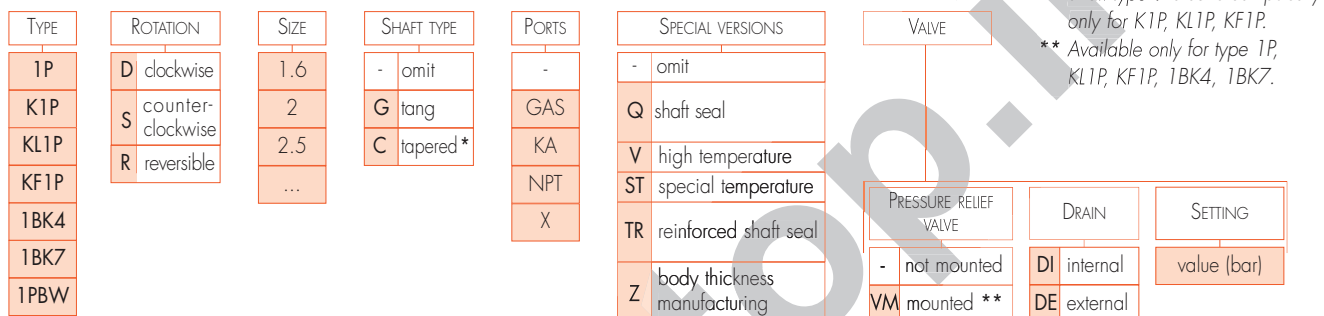 only for K1P, KL1P, KF1P.
** Available only for type 1P,
KL1P, KF1P, 1BK4, 1BK7.
TYPE
1P
K1P
KL1P
KF1P
1BK4
1BK7
1PBW
ROTATION
D clockwise
S counter-
clockwise
R reversible
SIZE
1.6
2
2.5
...
SHAFT TYPE
- omit
G tang
C tapered *
PORTS
-
GAS
KA
NPT
X
SPECIAL VERSIONS
- omit
Q shaft seal
V high temperature
ST special temperature
TR reinforced shaft seal
Z body thickness
manufacturing
VALVE
PRESSURE RELIEF
VALVE
- not mounted
VM mounted **
DRAIN
DI internal
DE external
SETTING
value (bar)